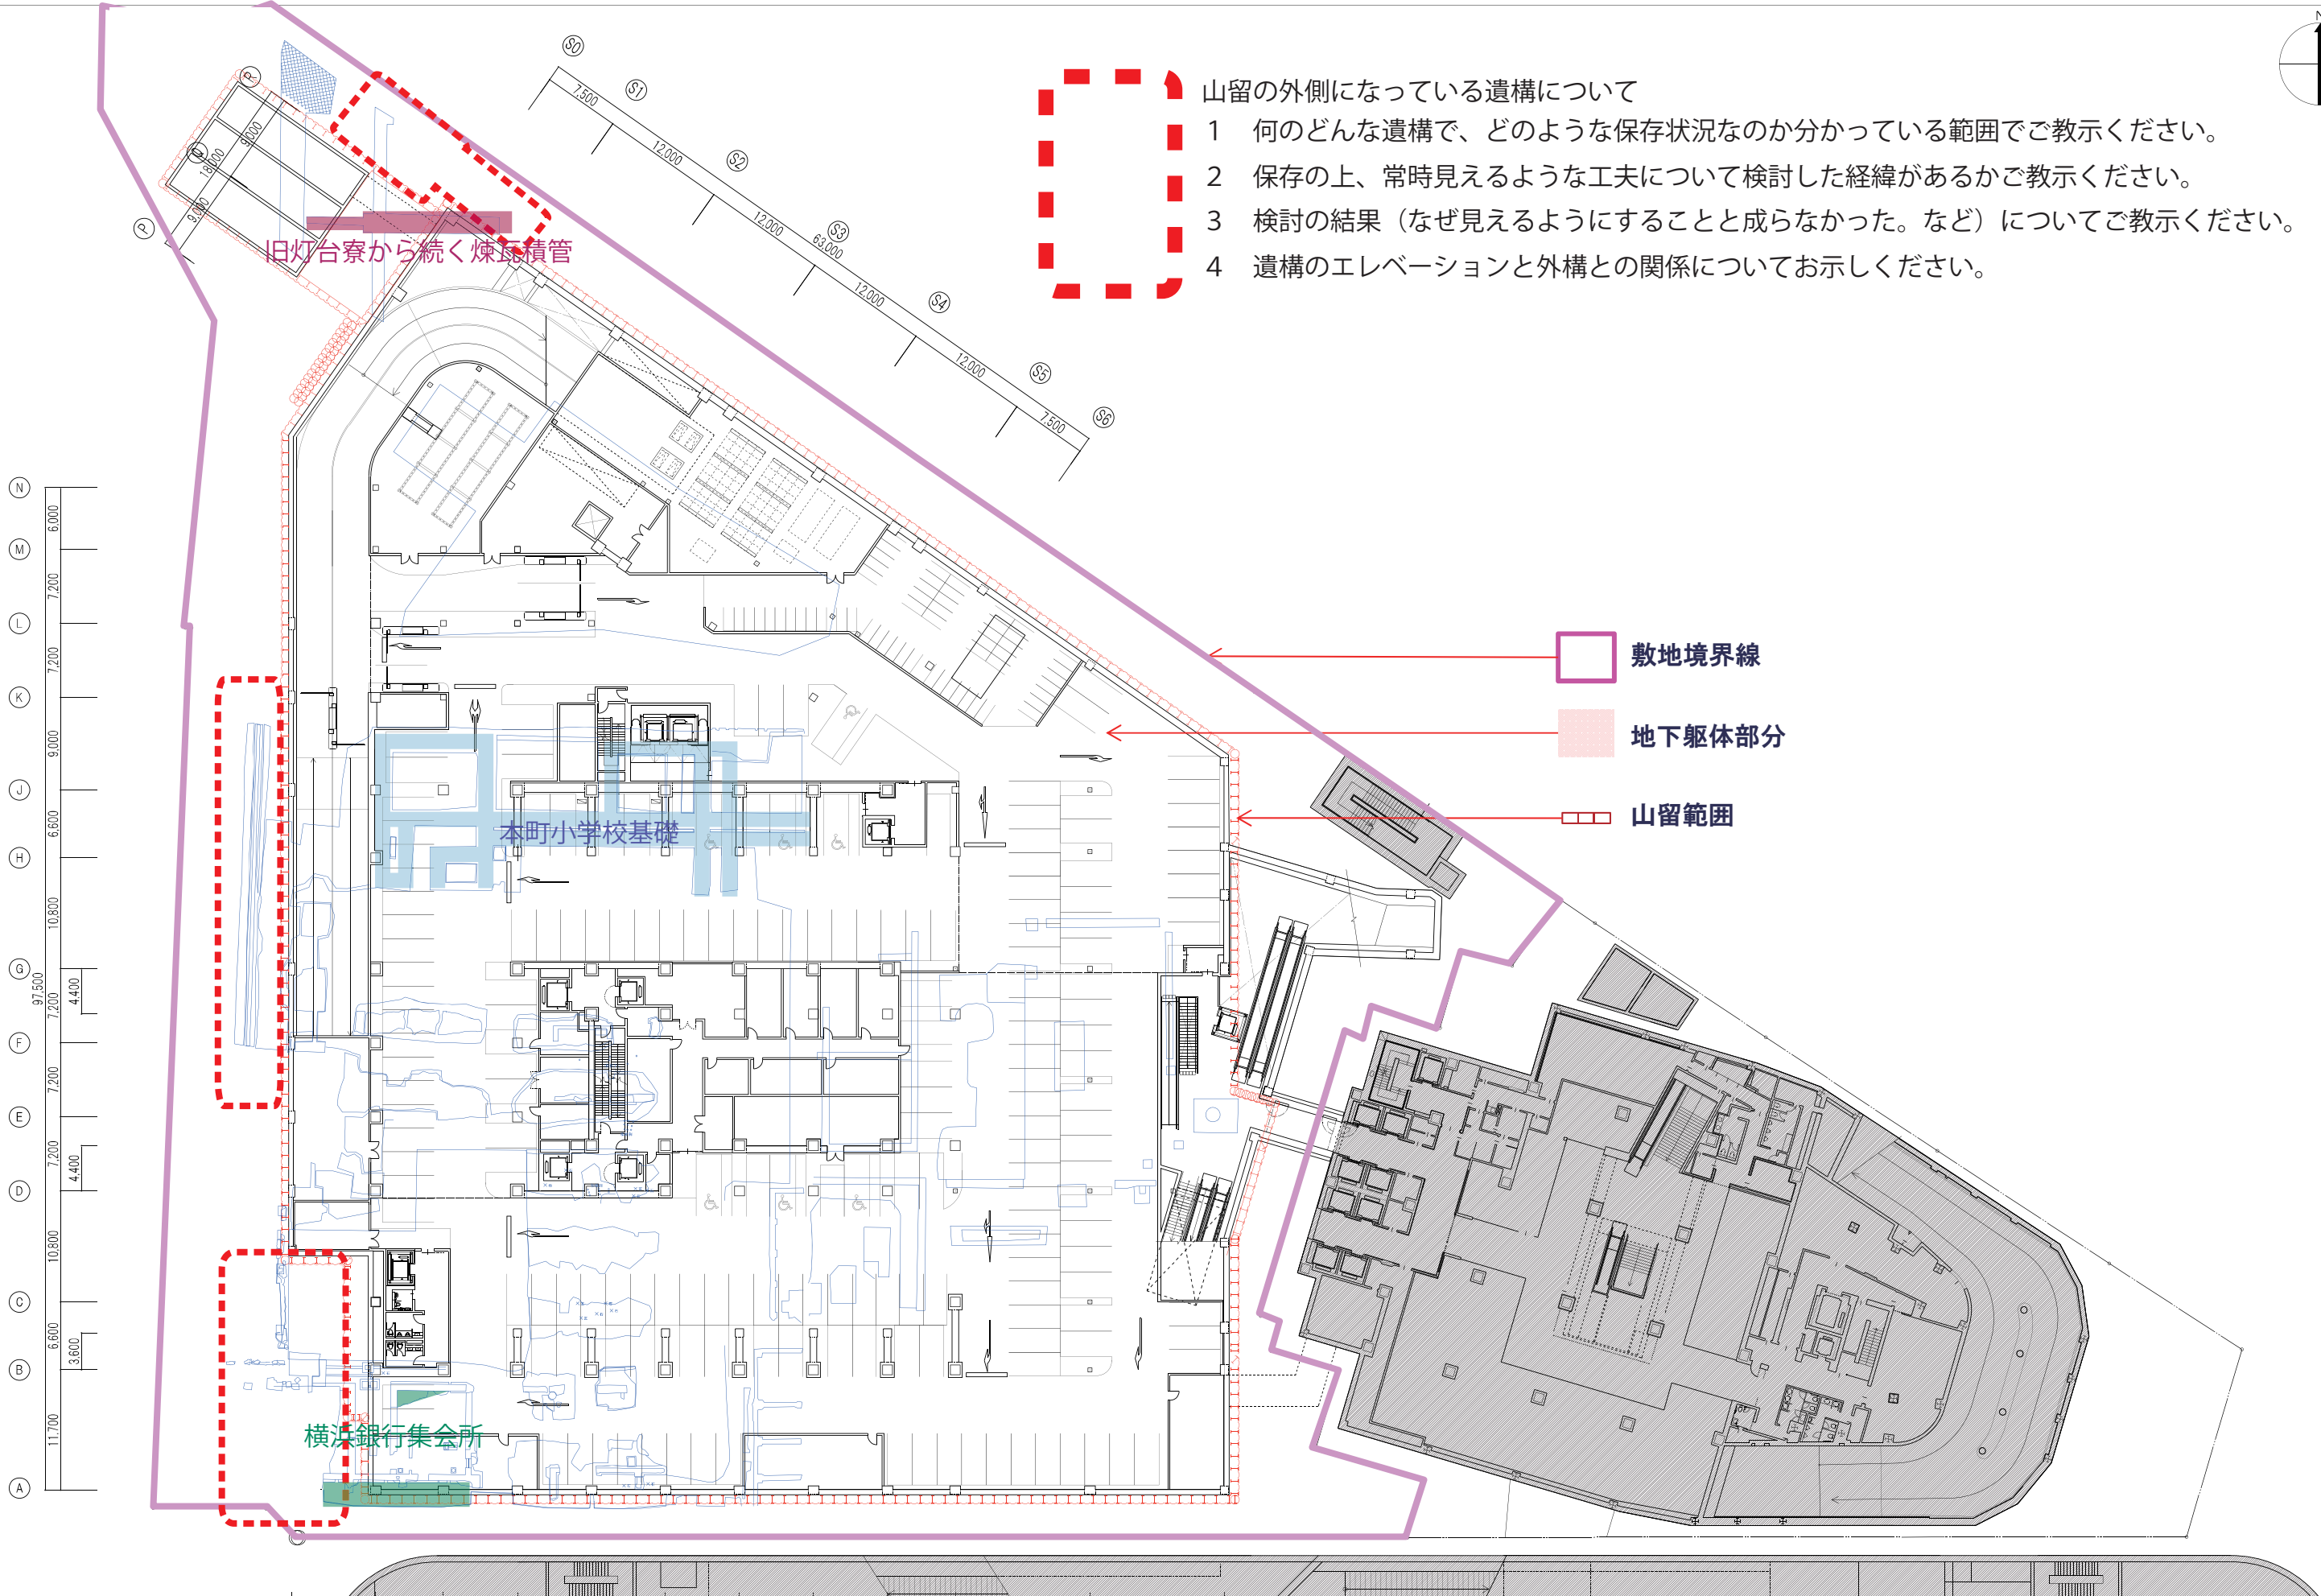 N
山留の外側になっている遺構について
1 何のどんな遺構で、どのような保存状況なのか分かっている範囲でご教示ください。
2 保存の上、常時見えるような工夫について検討した経緯があるかご教示ください。
3 検討の結果（なぜ見えるようにすることと成らなかった。など）についてご教示ください。
4 遺構のエレベーションと外構との関係についてお示しください。
S0
S1
S2
S3
S4
S5
S6
7,500
12,000
12,000
63,000
12,000
12,000
7,500
R
Q
P
9,000
18,000
9,000
旧灯台寮から続く煉瓦積管
敷地境界線
地下躯体部分
山留範囲
本町小学校基礎
横浜銀行集会所
N
6,000
M
7,200
L
7,200
K
9,000
J
6,600
H
10,800
G
97,500
7,200
4,400
F
7,200
E
7,200
4,400
D
10,800
C
6,600
3,600
B
11,700
A